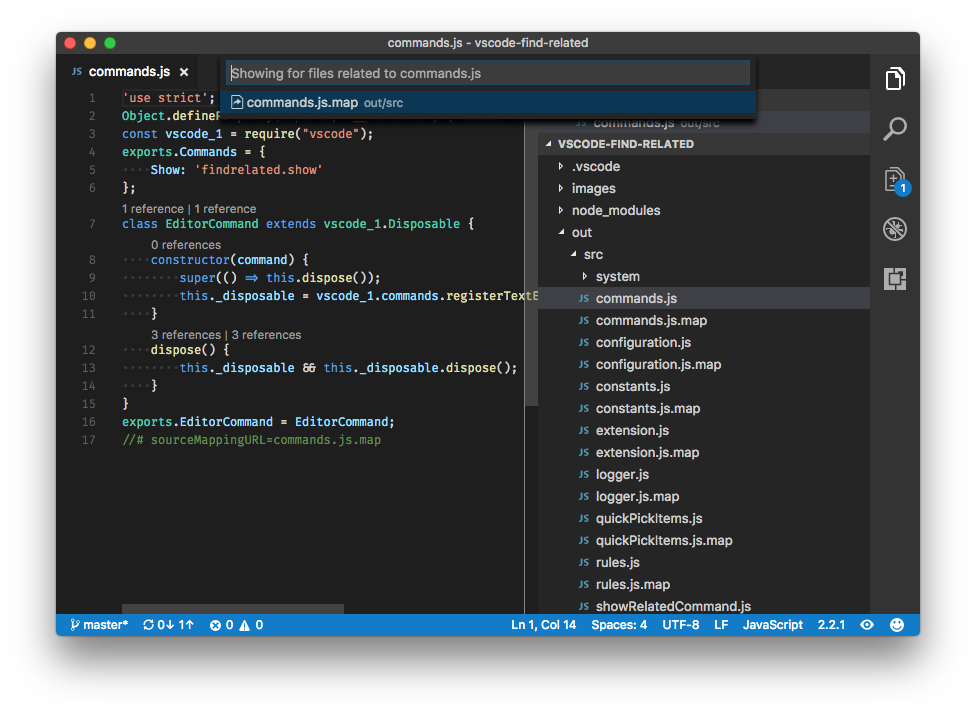 commands.js - vscode-find-related
JS commands.js ×
Showing for files related to commands.js
commands.js.map out/src
1 'use strict';
2 Object.define
3 const vscode_1 = require("vscode");
4 exports.Commands = {
5 ····Show: 'findrelated.show'
6 };
1 reference | 1 reference
7 class EditorCommand extends vscode_1.Disposable {
0 references
8 ····constructor(command) {
9 ········super(() => this.dispose());
10 ········this._disposable = vscode_1.commands.registerTextE
11 ····}
3 references | 3 references
12 ····dispose() {
13 ········this._disposable && this._disposable.dispose();
14 ····}
15 }
16 exports.EditorCommand = EditorCommand;
17 //# sourceMappingURL=commands.js.map
JS commands.js out/src
VSCODE-FIND-RELATED
.vscode
images
node_modules
out
src
system
JS commands.js
JS commands.js.map
JS configuration.js
JS configuration.js.map
JS constants.js
JS constants.js.map
JS extension.js
JS extension.js.map
JS logger.js
JS logger.js.map
JS quickPickItems.js
JS quickPickItems.js.map
JS rules.js
JS rules.js.map
JS showRelatedCommand.js
1
master* 0↓ 1↑ 0 0 Ln 1, Col 14 Spaces: 4 UTF-8 LF JavaScript 2.2.1